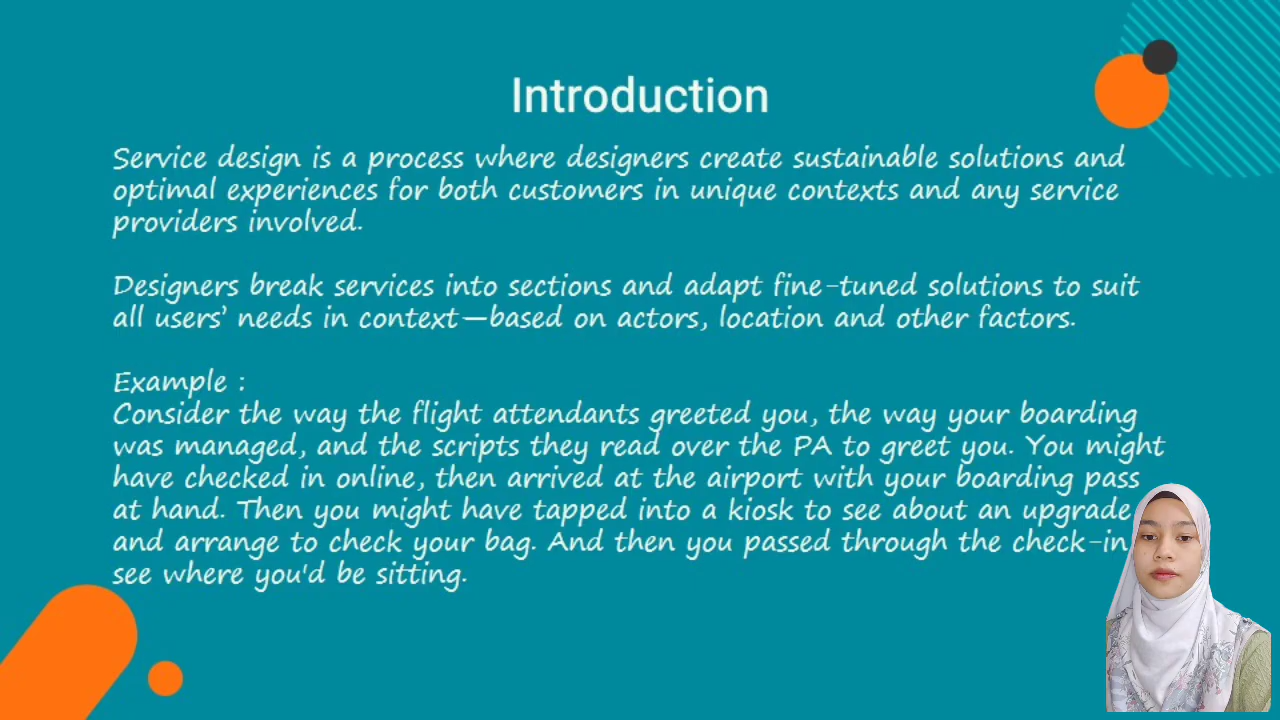 Introduction
Service design is a process where designers create sustainable solutions and
optimal experiences for both customers in unique contexts and any service
providers involved.
Designers break services into sections and adapt fine-tuned solutions to suit
all users' needs in context—based on actors, location and other factors.
Example :
Consider the way the flight attendants greeted you, the way your boarding
was managed, and the scripts they read over the PA to greet you. You might
have checked in online, then arrived at the airport with your boarding pass
at hand. Then you might have tapped into a kiosk to see about an upgrade
and arrange to check your bag. And then you passed through the check-in
see where you'd be sitting.